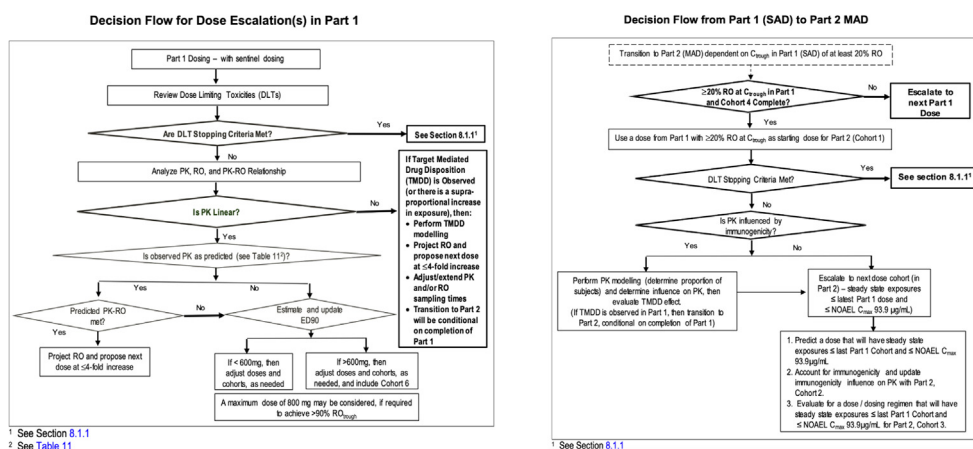 Decision Flow for Dose Escalation(s) in Part 1
Part 1 Dosing – with sentinel dosing
Review Dose Limiting Toxicities (DLTs)
Are DLT Stopping Criteria Met?
Yes
See Section 8.1.1¹
No
Analyze PK, RO, and PK-RO Relationship
Is PK Linear?
No
If Target
Mediated
Drug Disposition
(TMDD) is
Observed
(or there is a supra-
proportional increase
in exposure), then:
• Perform TMDD
modelling
• Project RO and
propose next dose
at ≤4-fold increase
• Adjust/extend PK
and/or RO
sampling times
• Transition to Part 2
will be conditional
on completion of
Part 1
Yes
Is observed PK as predicted (see Table 11²)?
Yes
No
Predicted PK-RO
met?
No
Estimate and update
ED90
Yes
Project RO and propose next
dose at ≤4-fold increase
If < 600mg, then
adjust doses and
cohorts, as needed
If >600mg, then
adjust doses and cohorts, as
needed, and include Cohort 6
A maximum dose of 800 mg may be considered, if required
to achieve >90% ROtrough
¹ See Section 8.1.1
² See Table 11
Decision Flow from Part 1 (SAD) to Part 2 MAD
Transition to Part 2 (MAD) dependent on Ctrough in Part 1 (SAD) of at least 20% RO
≥20% RO at Ctrough in Part 1
and Cohort 4 Complete?
No
Escalate to
next Part 1
Dose
Yes
Use a dose from Part 1 with ≥20% RO at Ctrough as starting dose for Part 2 (Cohort 1)
DLT Stopping Criteria Met?
Yes
See section 8.1.1¹
No
Is PK influenced by
immunogenicity?
Yes
No
Perform PK modelling (determine proportion of
subjects) and determine influence on PK, then
evaluate TMDD effect.
(If TMDD is observed in Part 1, then transition to
Part 2, conditional on completion of Part 1)
Escalate to next dose cohort (in
Part 2) – steady state exposures
≤ latest Part 1 dose and
≤ NOAEL Cmax 93.9 µg/mL)
1. Predict a dose that will have steady state
exposures ≤ last Part 1 Cohort and ≤ NOAEL Cmax
93.9µg/mL
2. Account for immunogenicity and update
immunogenicity influence on PK with Part 2,
Cohort 2.
3. Evaluate for a dose / dosing regimen that will have
steady state exposures ≤ last Part 1 Cohort and
≤ NOAEL Cmax 93.9µg/mL for Part 2, Cohort 3.
¹ See Section 8.1.1